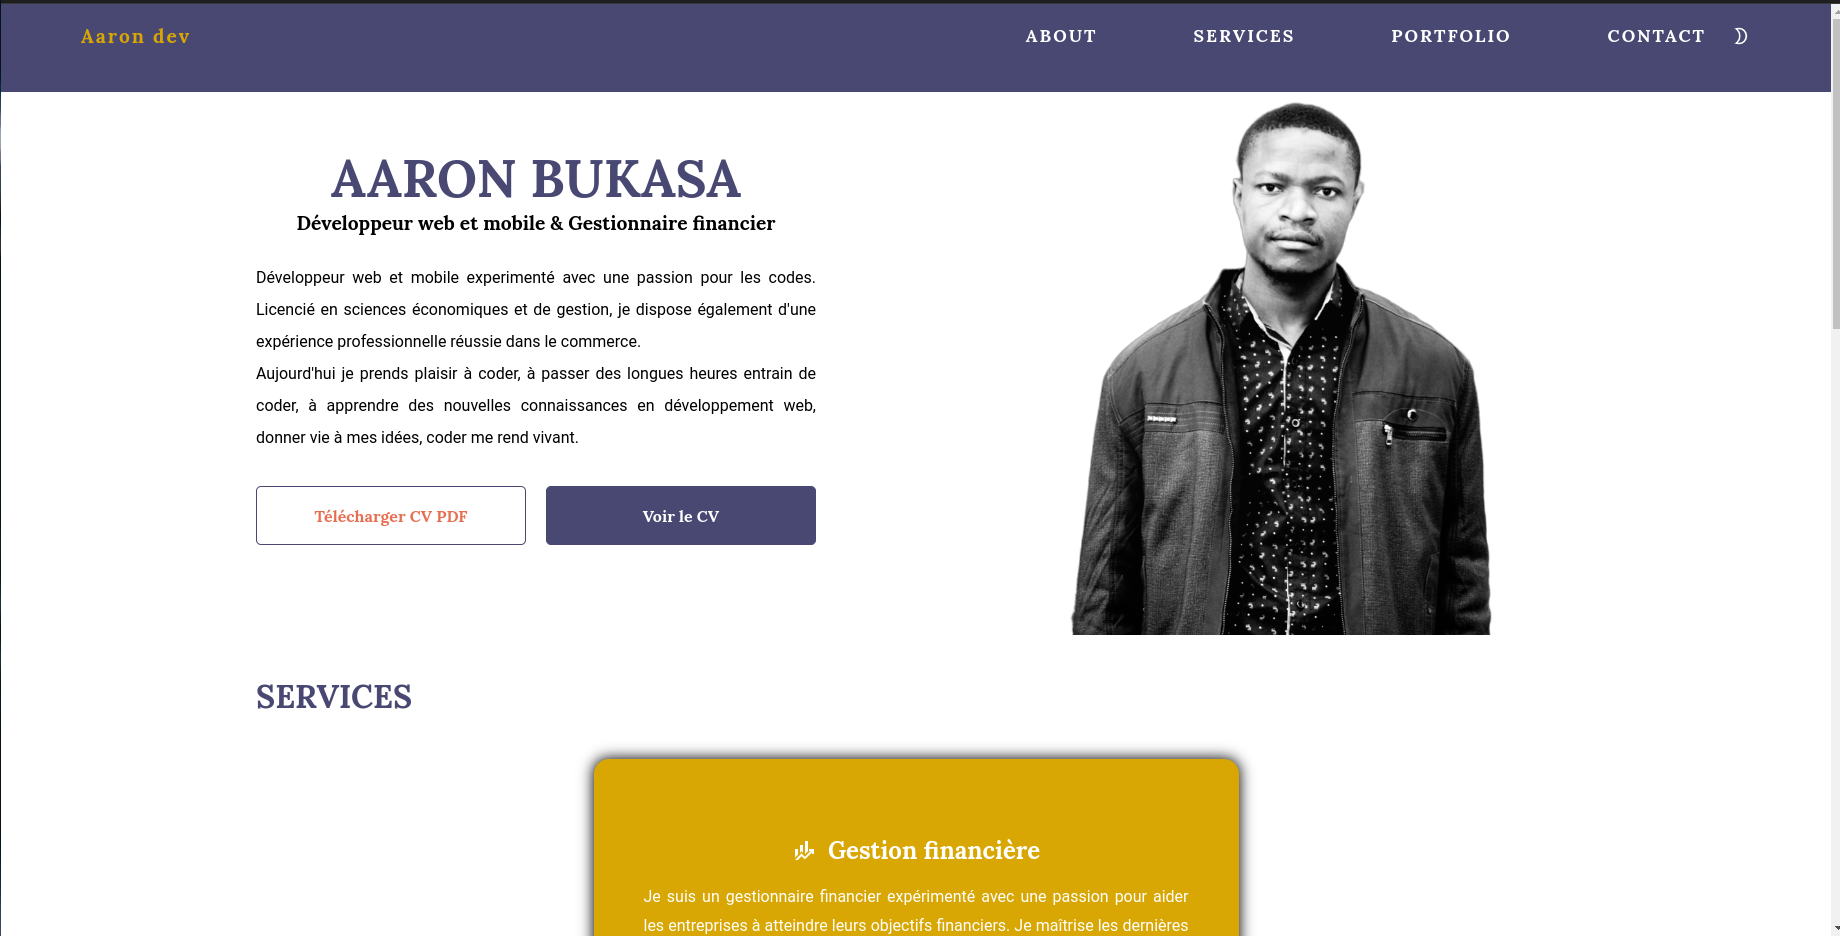 Aaron dev
ABOUT
SERVICES
PORTFOLIO
CONTACT
AARON BUKASA
Développeur web et mobile & Gestionnaire financier
Développeur web et mobile experimenté avec une passion pour les codes.
Licencié en sciences économiques et de gestion, je dispose également d'une
expérience professionnelle réussie dans le commerce.
Aujourd'hui je prends plaisir à coder, à passer des longues heures entrain de
coder, à apprendre des nouvelles connaissances en développement web,
donner vie à mes idées, coder me rend vivant.
Télécharger CV PDF
Voir le CV
SERVICES
Gestion financière
Je suis un gestionnaire financier expérimenté avec une passion pour aider
les entreprises à atteindre leurs objectifs financiers. Je maîtrise les dernières